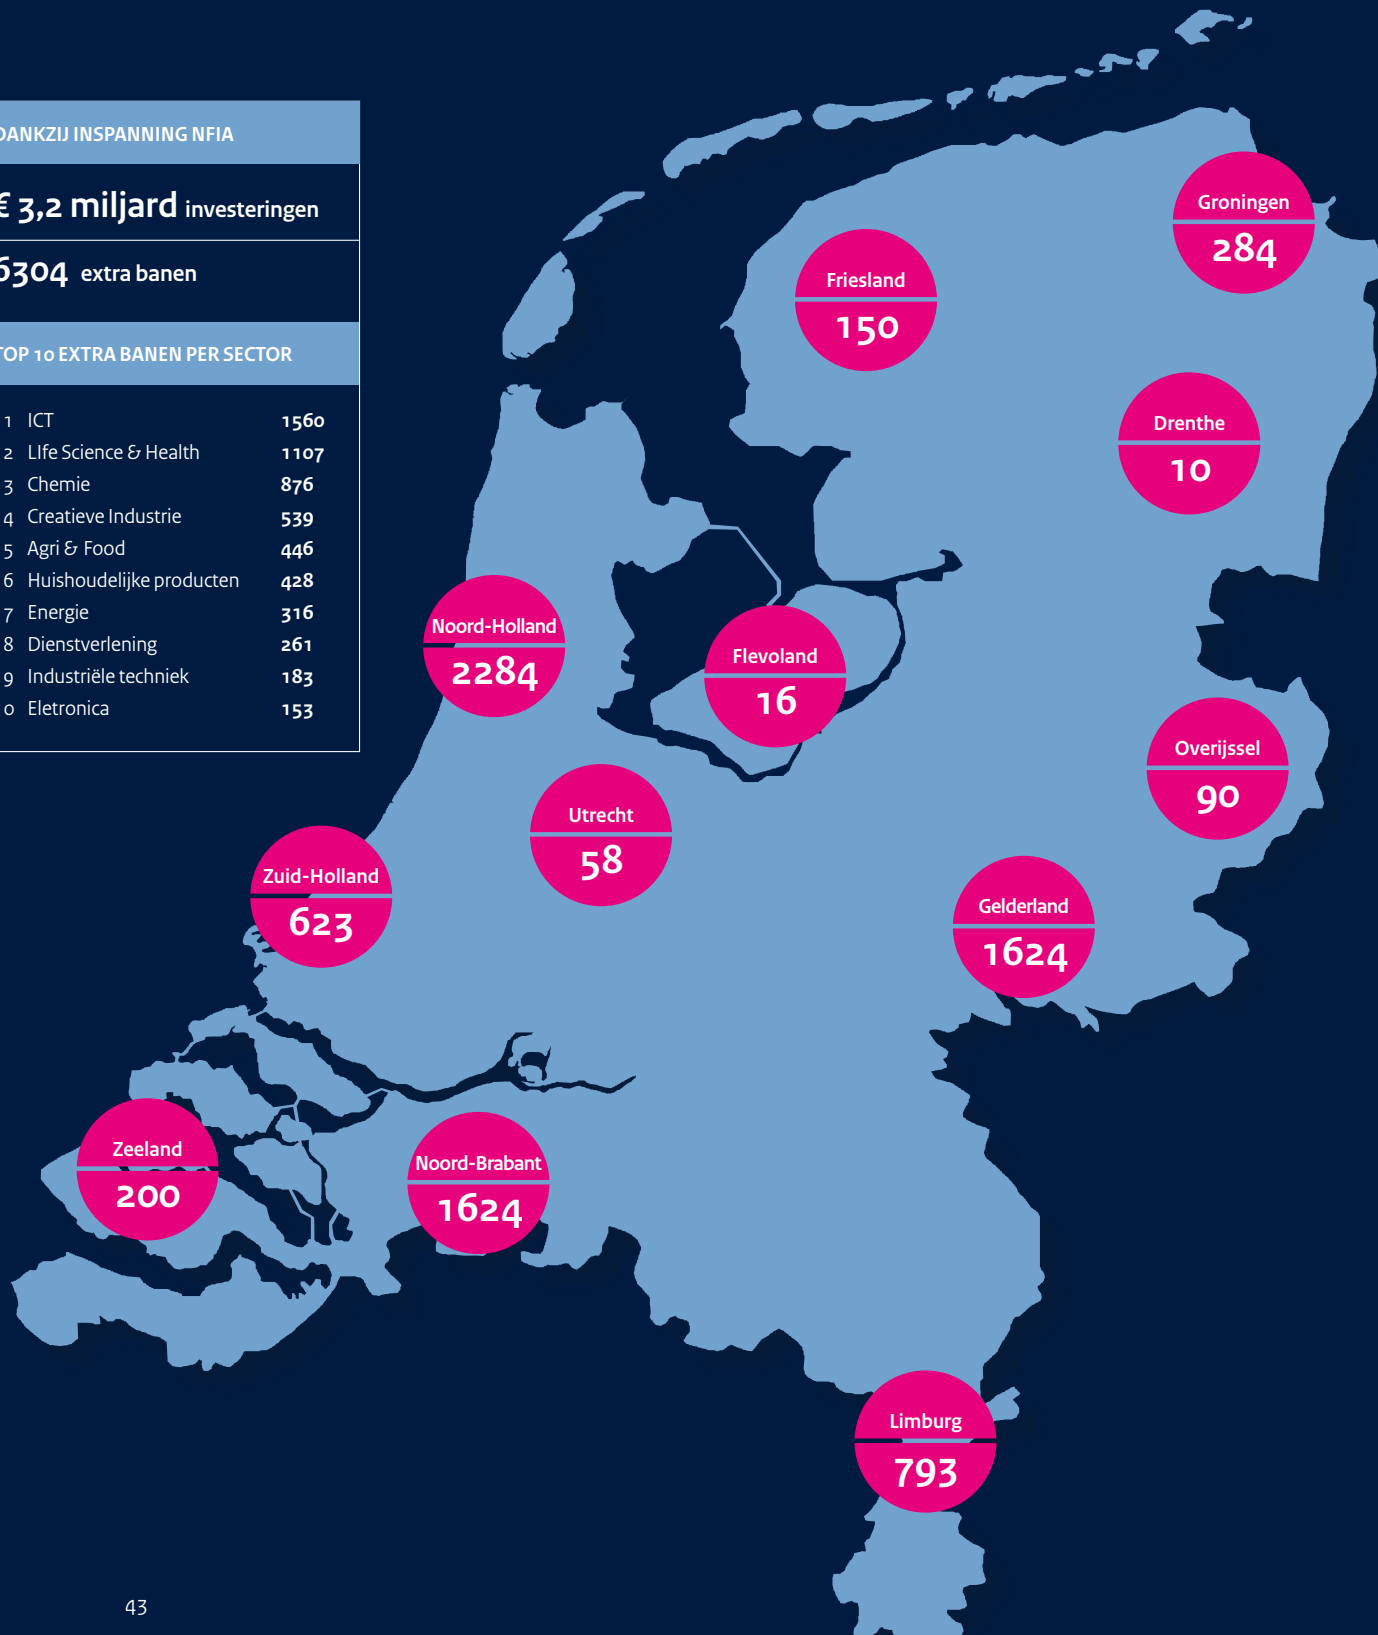 DANKZIJ INSPANNING NFIA
€ 3,2 miljard investeringen
6304 extra banen
TOP 10 EXTRA BANEN PER SECTOR
1 ICT 1560
2 LIfe Science & Health 1107
3 Chemie 876
4 Creatieve Industrie 539
5 Agri & Food 446
6 Huishoudelijke producten 428
7 Energie 316
8 Dienstverlening 261
9 Industriële techniek 183
0 Eletronica 153
Groningen
284
Friesland
150
Drenthe
10
Noord-Holland
2284
Flevoland
16
Overijssel
90
Utrecht
58
Zuid-Holland
623
Gelderland
1624
Zeeland
200
Noord-Brabant
1624
Limburg
793
43